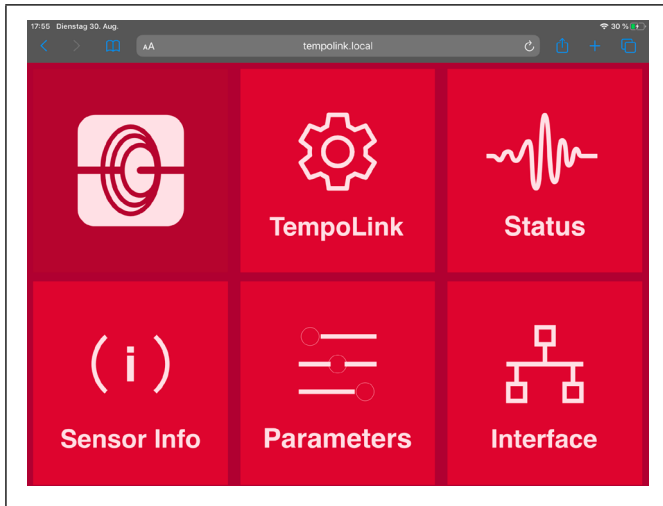 17:55 Dienstag 30. Aug.
30 %
AA
tempolink.local
TempoLink
Status
( i )
Sensor Info
Parameters
Interface